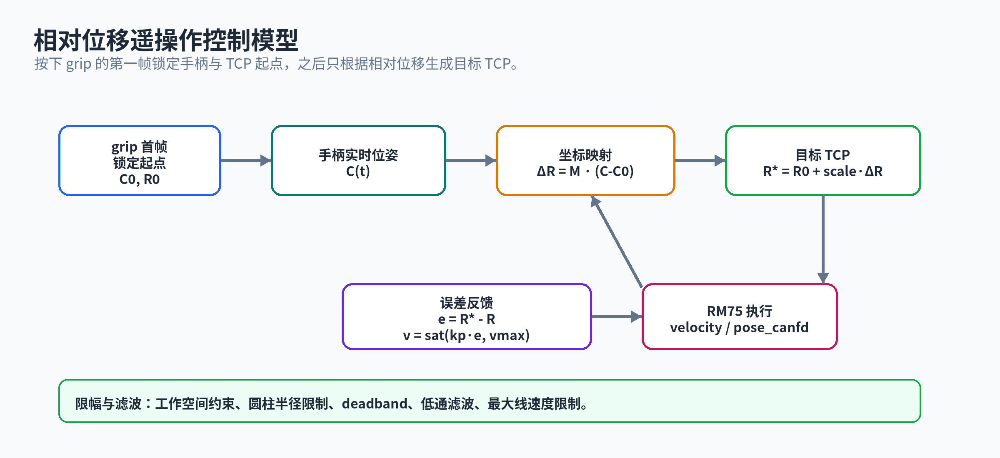 相对位移遥操作控制模型
按下 grip 的第一帧锁定手柄与 TCP 起点，之后只根据相对位移生成目标 TCP。
grip 首帧
锁定起点
C0, R0
手柄实时位姿
C(t)
坐标映射
ΔR = M · (C-C0)
目标 TCP
R* = R0 + scale·ΔR
误差反馈
e = R* - R
v = sat(kp·e, vmax)
RM75 执行
velocity / pose_canfd
限幅与滤波：工作空间约束、圆柱半径限制、deadband、低通滤波、最大线速度限制。